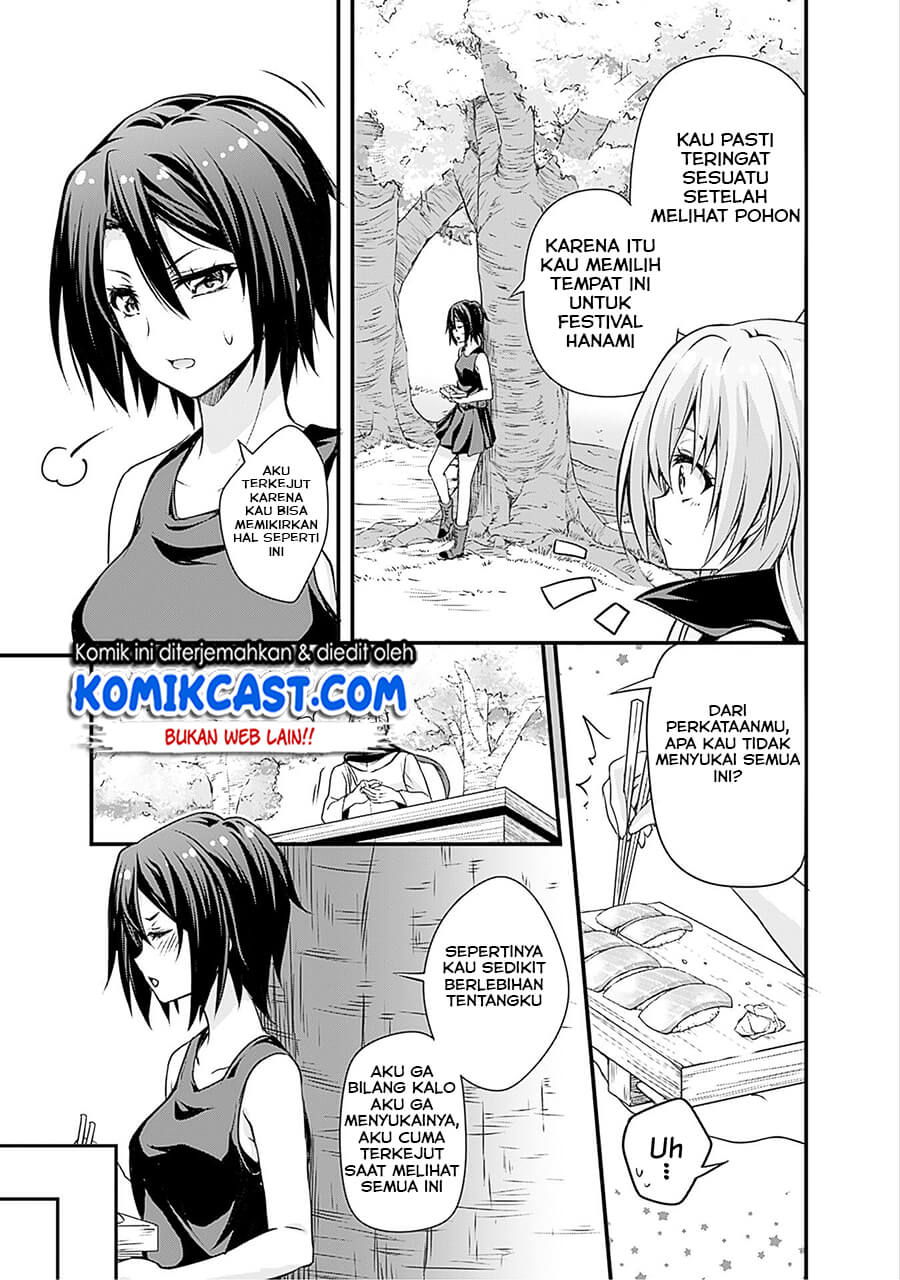 KAU PASTI
TERINGAT
SESUATU
SETELAH
MELIHAT POHON
KARENA ITU
KAU MEMILIH
TEMPAT INI
UNTUK
FESTIVAL
HANAMI
AKU
TERKEJUT
KARENA
KAU BISA
MEMIKIRKAN
HAL SEPERTI
INI
Komik ini diterjemahkan & diedit oleh
KOMIKCAST.COM
BUKAN WEB LAIN!!
DARI
PERKATAANMU,
APA KAU TIDAK
MENYUKAI SEMUA
INI?
Uh
...
SEPERTINYA
KAU SEDIKIT
BERLEBIHAN
TENTANGKU
AKU GA
BILANG KALO
AKU GA
MENYUKAINYA,
AKU CUMA
TERKEJUT
SAAT MELIHAT
SEMUA INI